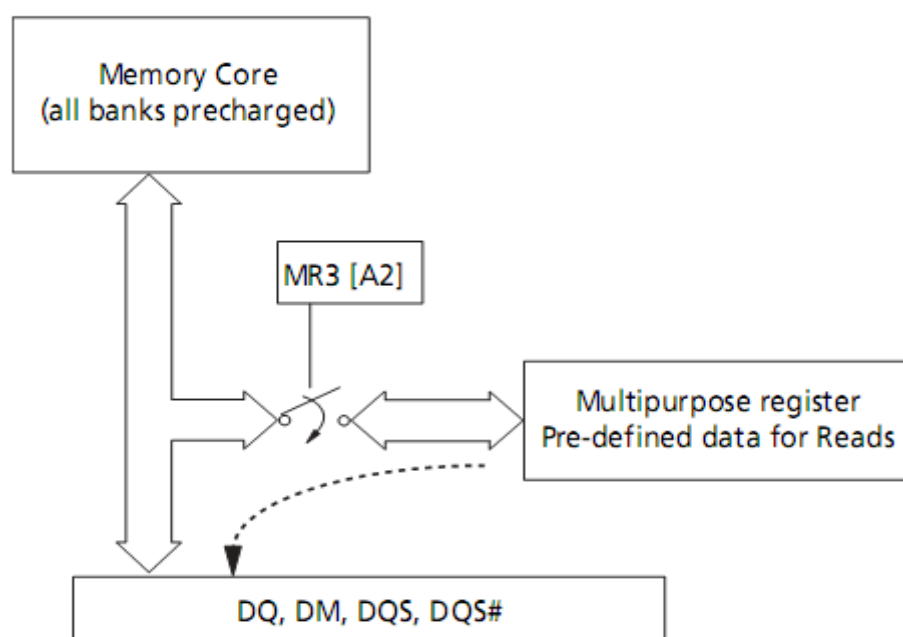 Memory Core
(all banks precharged)
MR3 [A2]
Multipurpose register
Pre-defined data for Reads
DQ, DM, DQS, DQS#